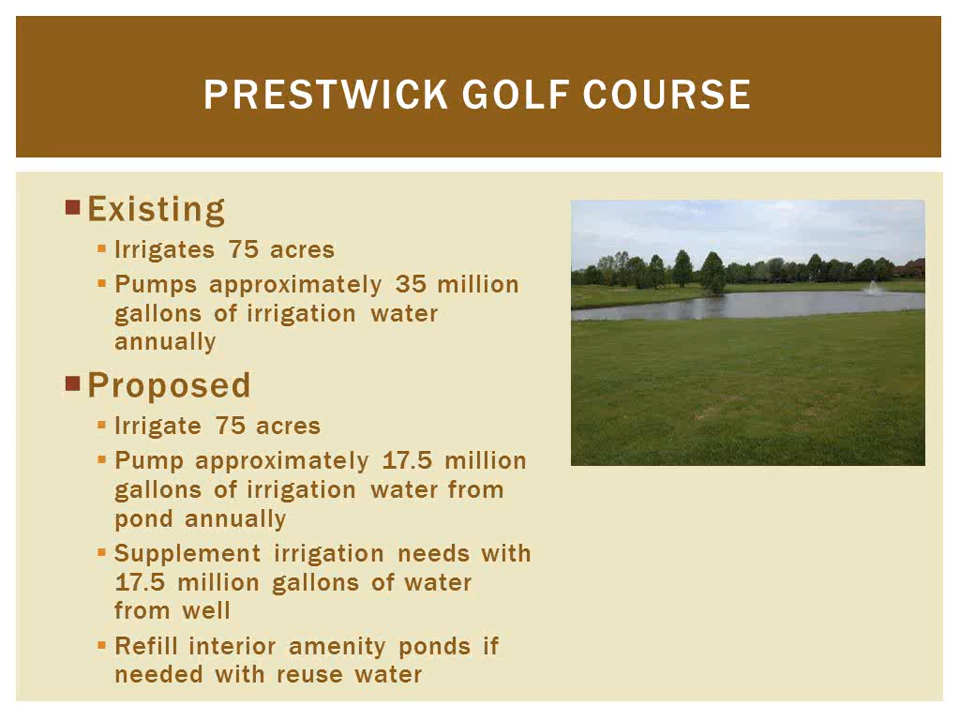 PRESTWICK GOLF COURSE
Existing
Irrigates 75 acres
Pumps approximately 35 million
gallons of irrigation water
annually
Proposed
Irrigate 75 acres
Pump approximately 17.5 million
gallons of irrigation water from
pond annually
Supplement irrigation needs with
17.5 million gallons of water
from well
Refill interior amenity ponds if
needed with reuse water